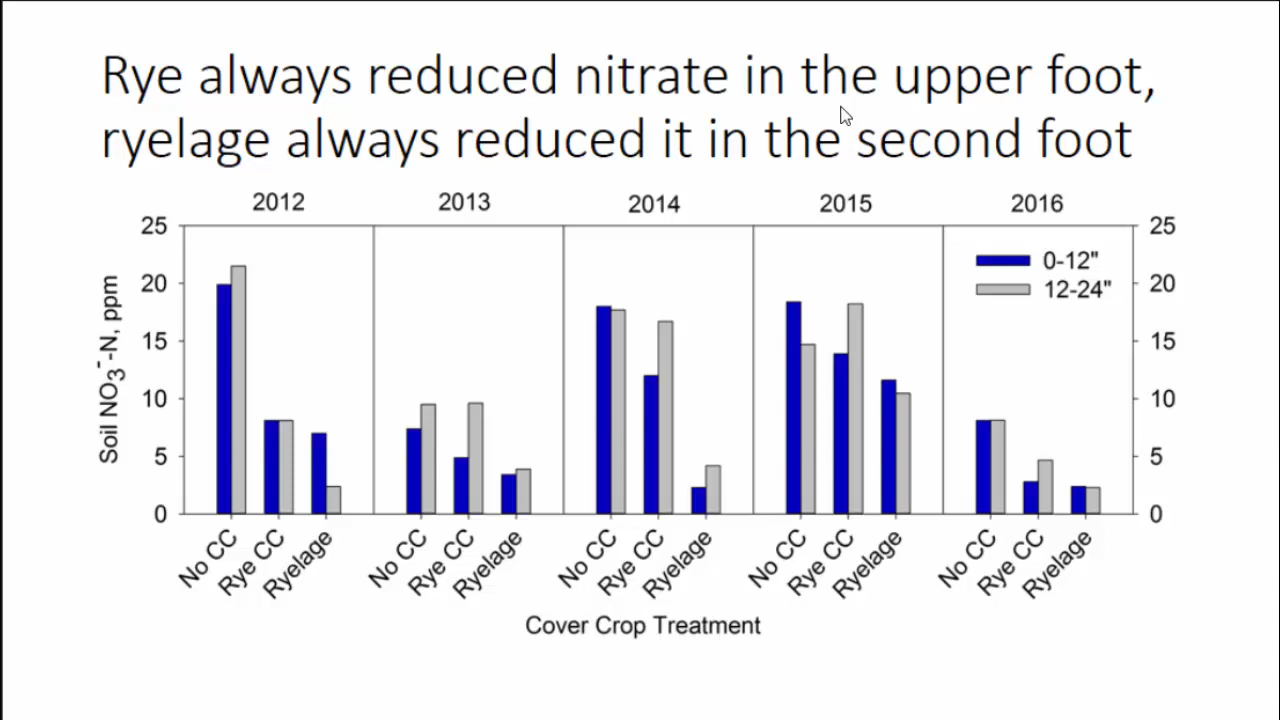 Rye always reduced nitrate in the upper foot,
ryelage always reduced it in the second foot
2012 2013 2014 2015 2016
25 25
20 20
15 15
10 10
5 5
0 0
Soil NO3⁻-N, ppm
0-12"
12-24"
No CC Rye CC Ryelage No CC Rye CC Ryelage No CC Rye CC Ryelage No CC Rye CC Ryelage No CC Rye CC Ryelage
Cover Crop Treatment